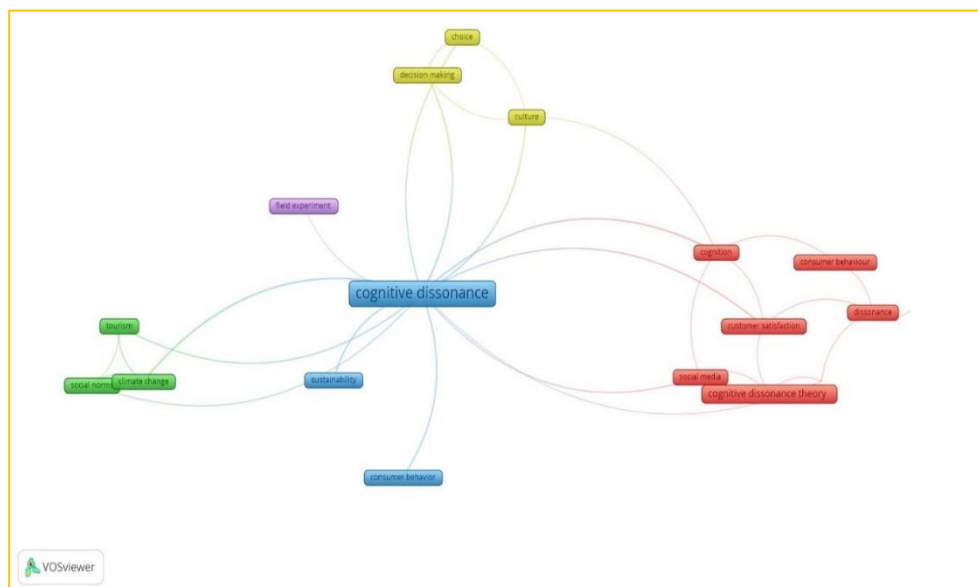 choice
decision making
culture
field experiment
cognition
consumer behaviour
cognitive dissonance
dissonance
tourism
customer satisfaction
social norms
climate change
sustainability
social media
cognitive dissonance theory
consumer behavior
VOSviewer